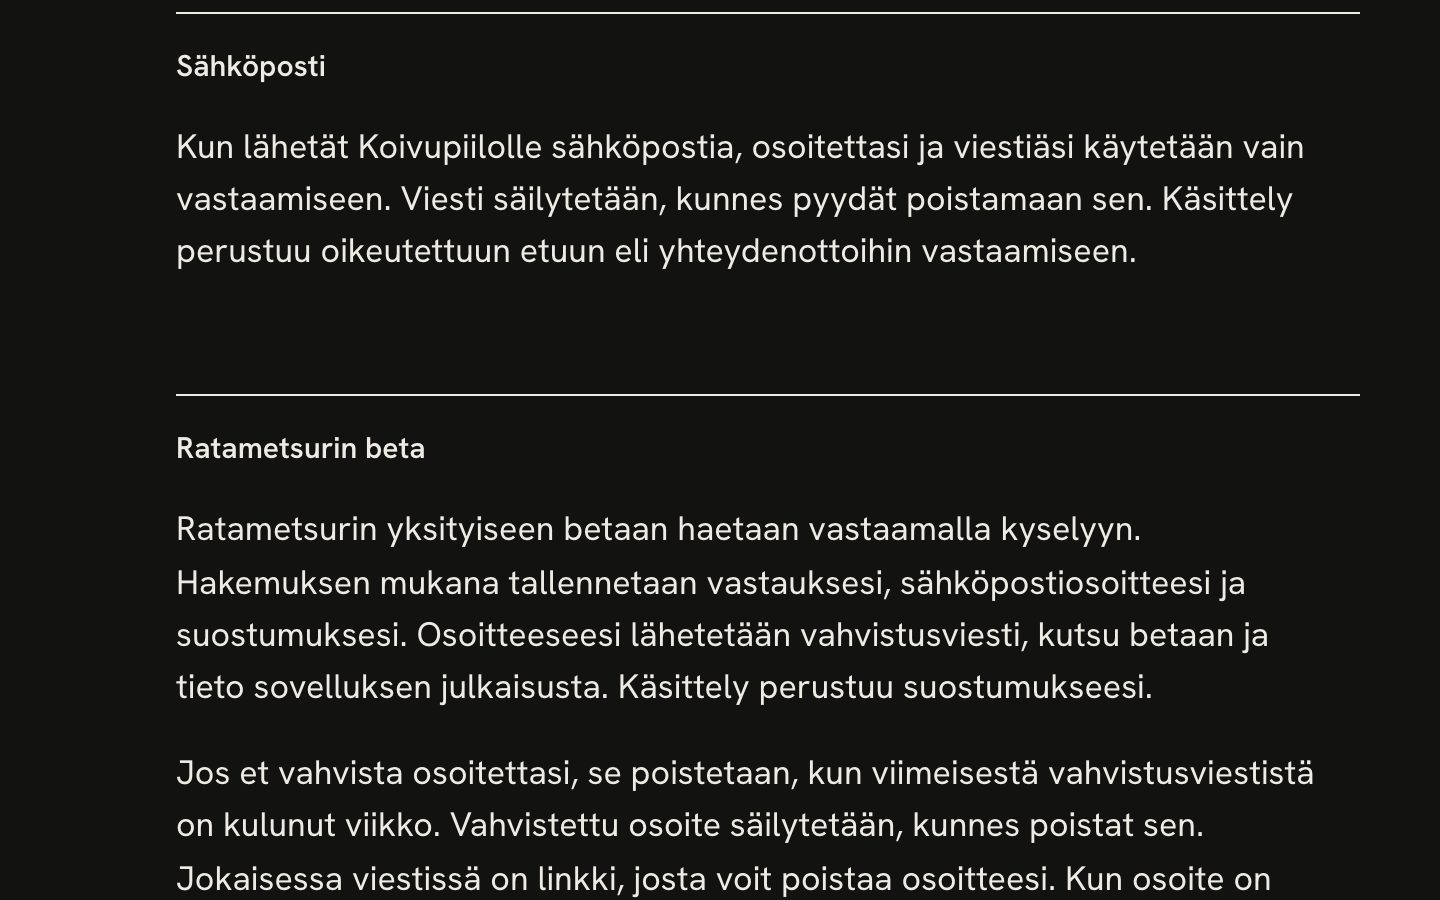 Sähköposti
Kun lähetät Koivupiilolle sähköpostia, osoitettasi ja viestiäsi käytetään vain
vastaamiseen. Viesti säilytetään, kunnes pyydät poistamaan sen. Käsittely
perustuu oikeutettuun etuun eli yhteydenottoihin vastaamiseen.
Ratametsurin beta
Ratametsurin yksityiseen betaan haetaan vastaamalla kyselyyn.
Hakemuksen mukana tallennetaan vastauksesi, sähköpostiosoitteesi ja
suostumuksesi. Osoitteeseesi lähetetään vahvistusviesti, kutsu betaan ja
tieto sovelluksen julkaisusta. Käsittely perustuu suostumukseesi.
Jos et vahvista osoitettasi, se poistetaan, kun viimeisestä vahvistusviestistä
on kulunut viikko. Vahvistettu osoite säilytetään, kunnes poistat sen.
Jokaisessa viestissä on linkki, josta voit poistaa osoitteesi. Kun osoite on